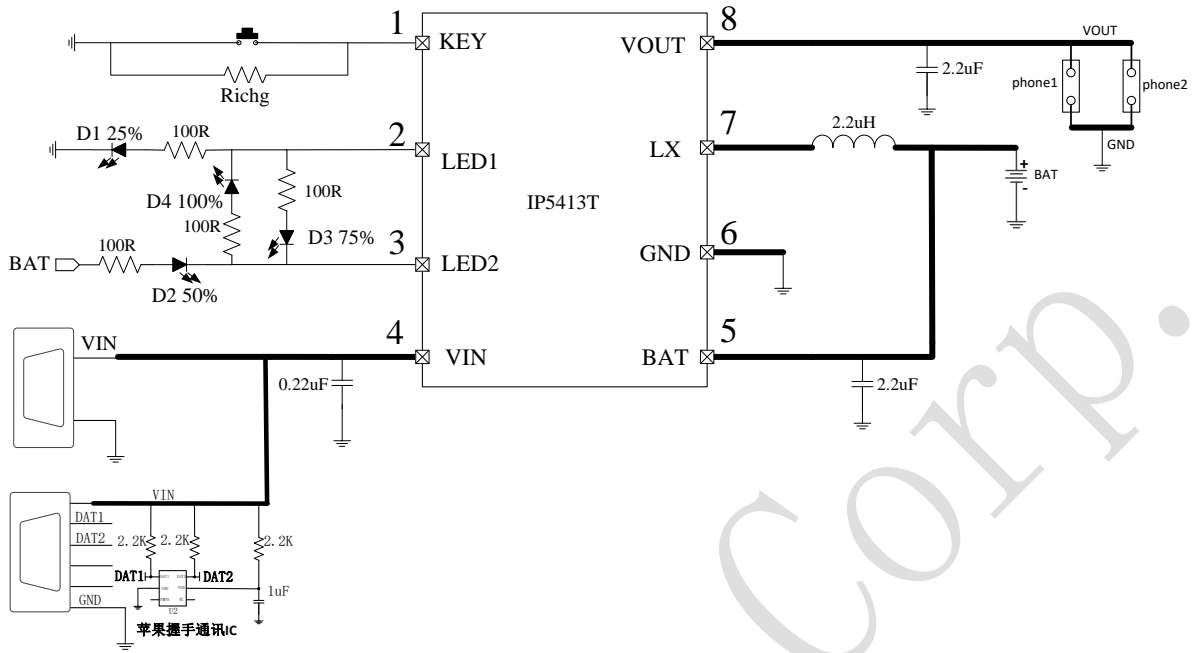 1
KEY
Richg
8
VOUT
VOUT
2.2uF
phone1
phone2
GND
D1 25%
100R
2
LED1
D4 100%
100R
100R
D3 75%
BAT
100R
D2 50%
3
LED2
IP5413T
7
LX
2.2uH
+
BAT
-
6
GND
VIN
4
VIN
0.22uF
5
BAT
2.2uF
VIN
DAT1
DAT2
2.2K
2.2K
2.2K
DAT1
DAT2
GND
1uF
U2
苹果握手通讯IC
Corp.